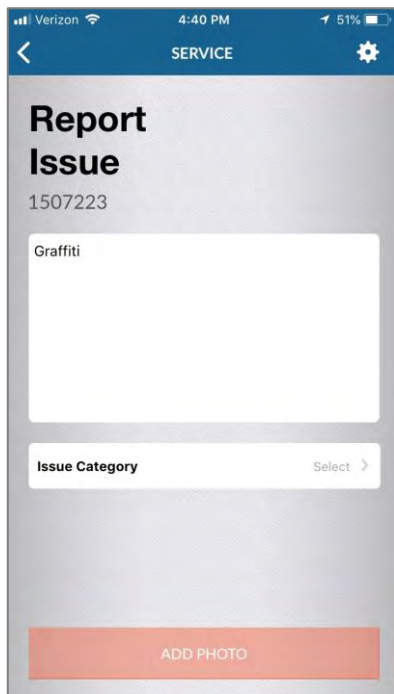 Verizon 4:40 PM 51%
SERVICE
Report
Issue
1507223
Graffiti
Issue Category Select
ADD PHOTO